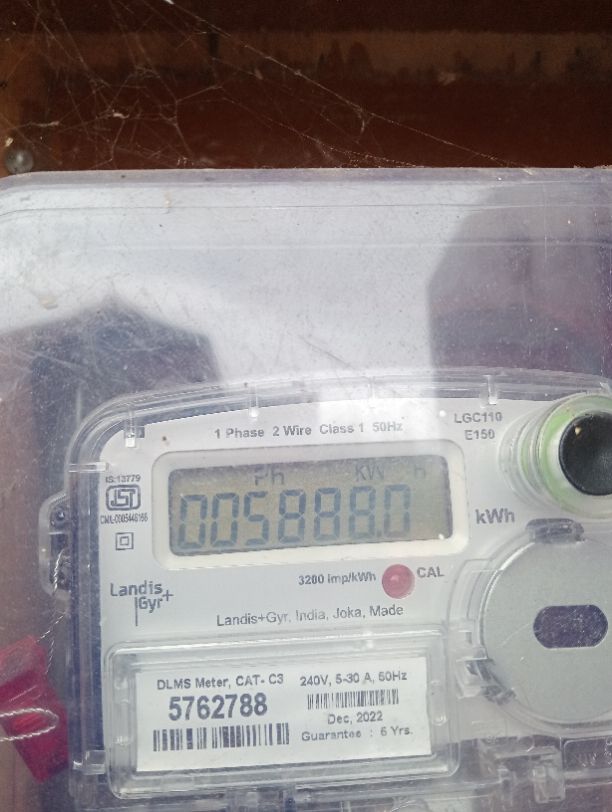 1 Phase 2 Wire Class 1 50Hz
LGC110
E150
IS:13779
Ph KW h
005888.0
kWh
3200 imp/kWh
CAL
Landis
Gyr+
Landis+Gyr, India, Joka, Made
DLMS Meter, CAT- C3
240V, 5-30 A, 50Hz
5762788
Dec, 2022
Guarantee : 5 Yrs.